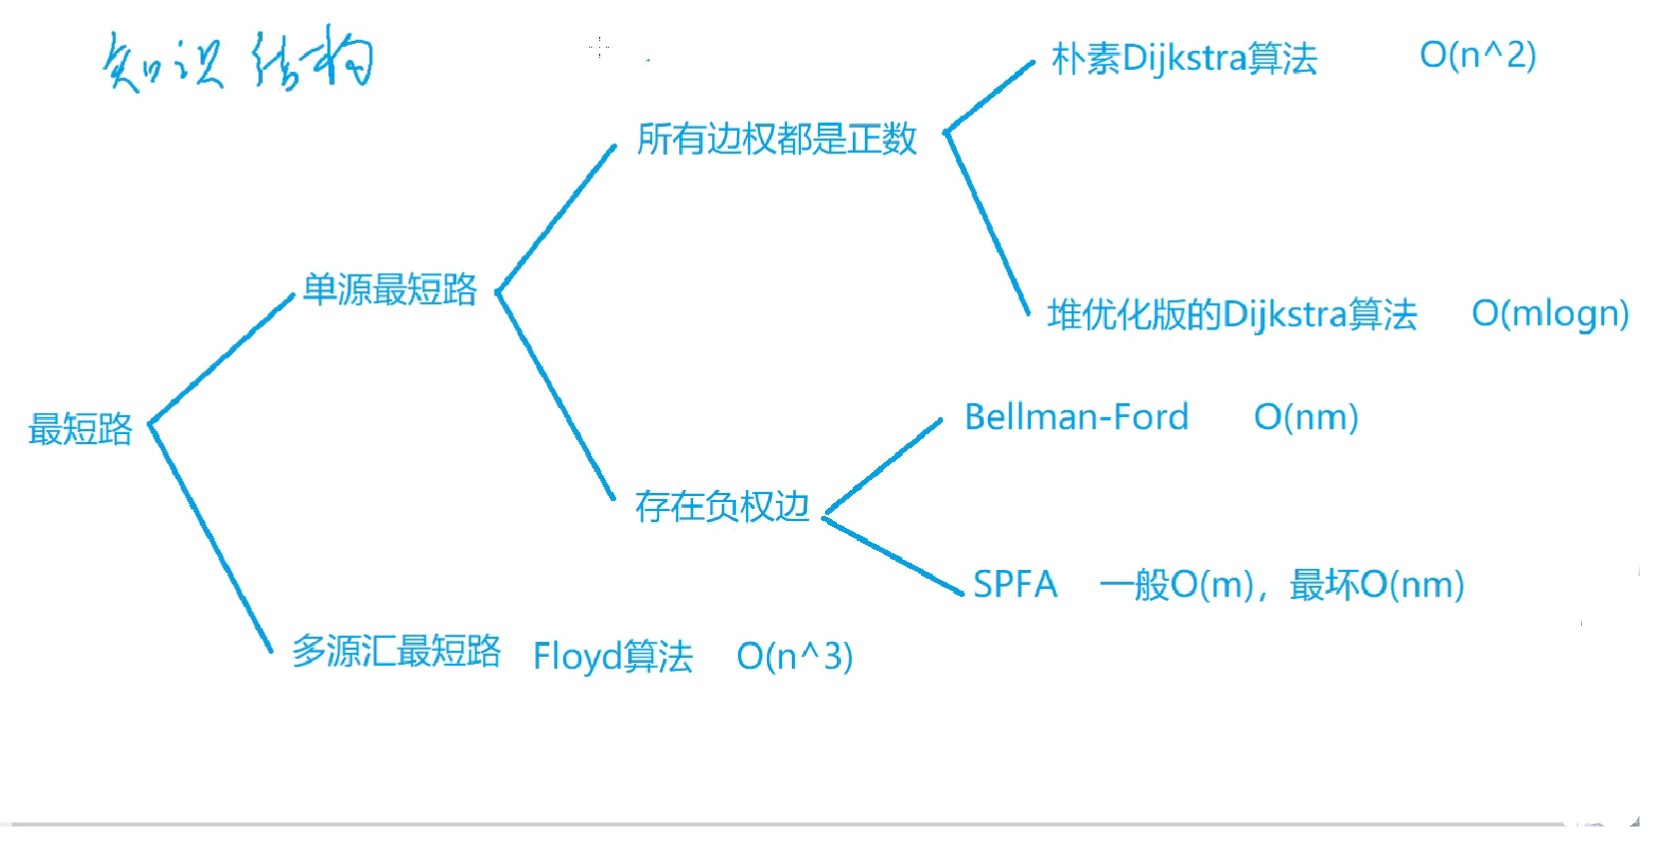 知识结构
朴素Dijkstra算法 O(n^2)
所有边权都是正数
单源最短路
堆优化版的Dijkstra算法 O(mlogn)
最短路
Bellman-Ford O(nm)
存在负权边
SPFA 一般O(m)，最坏O(nm)
多源汇最短路 Floyd算法 O(n^3)